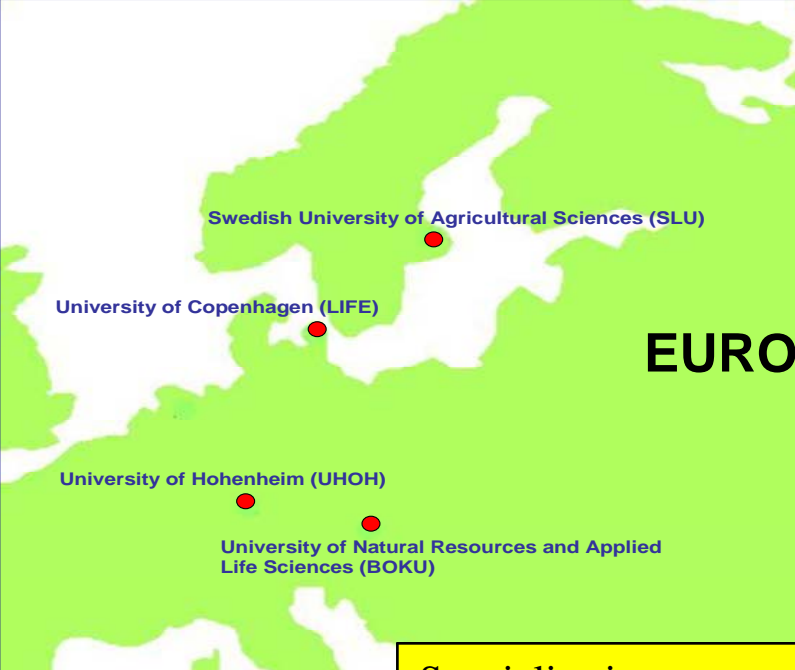 Swedish University of Agricultural Sciences (SLU)
University of Copenhagen (LIFE)
EURO
University of Hohenheim (UHOH)
University of Natural Resources and Applied
Life Sciences (BOKU)